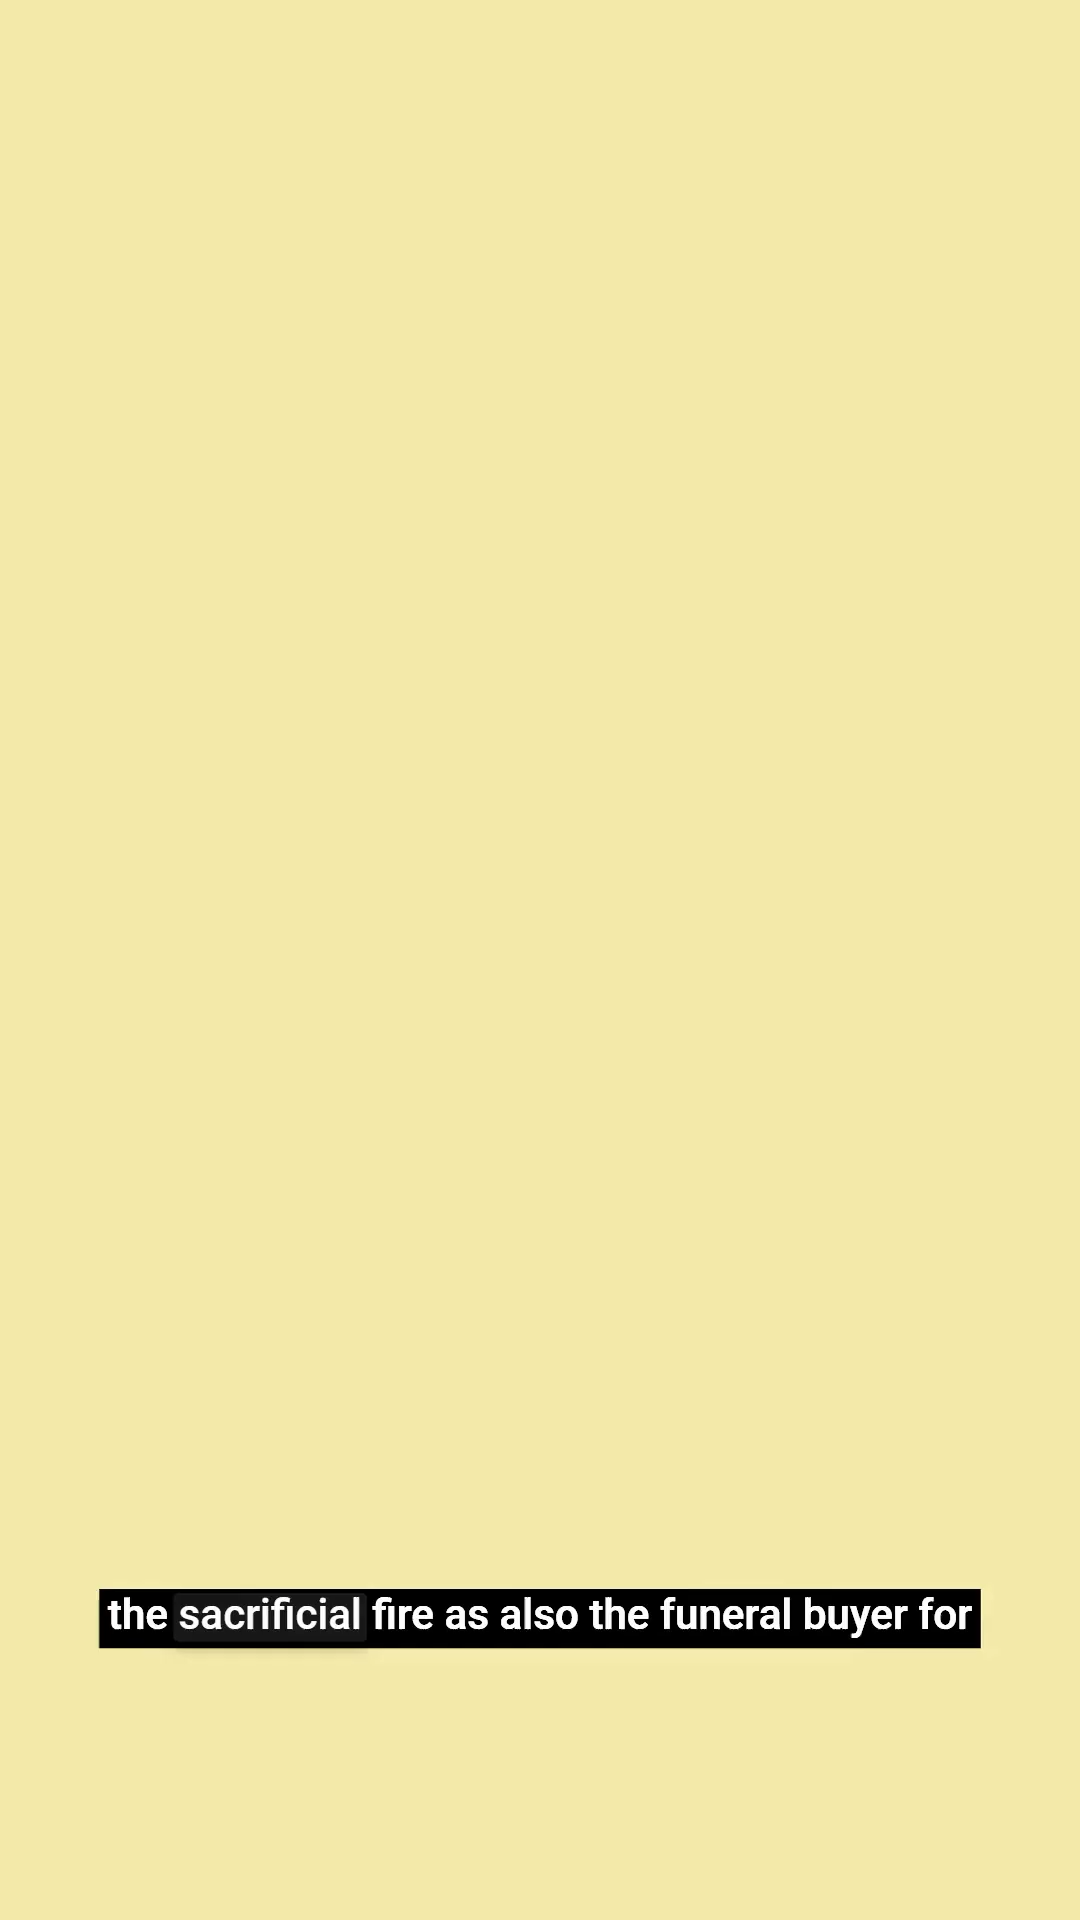 the sacrificial fire as also the funeral buyer for